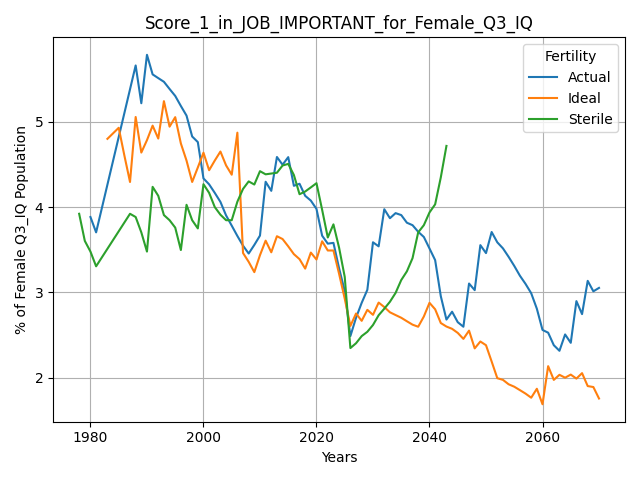 Score_1_in_JOB_IMPORTANT_for_Female_Q3_IQ
% of Female Q3_IQ Population
5
4
3
2
Fertility
Actual
Ideal
Sterile
1980 2000 2020 2040 2060
Years